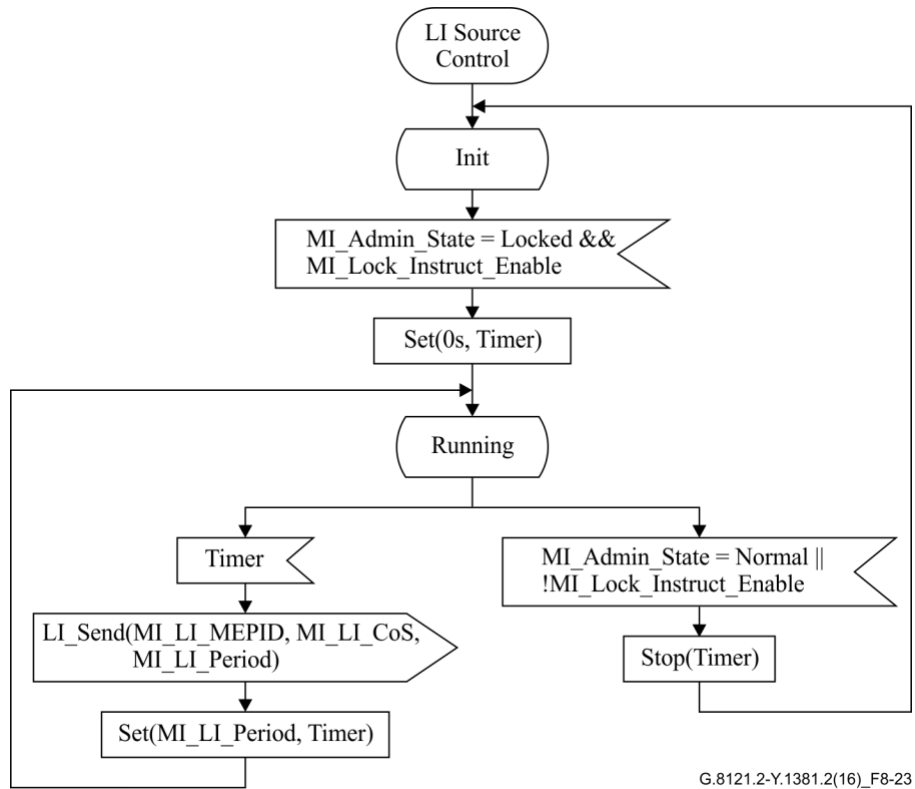 LI Source
Control
Init
MI_Admin_State = Locked &&
MI_Lock_Instruct_Enable
Set(0s, Timer)
Running
Timer
LI_Send(MI_LI_MEPID, MI_LI_CoS,
MI_LI_Period)
Set(MI_LI_Period, Timer)
MI_Admin_State = Normal ||
!MI_Lock_Instruct_Enable
Stop(Timer)
G.8121.2-Y.1381.2(16)_F8-23